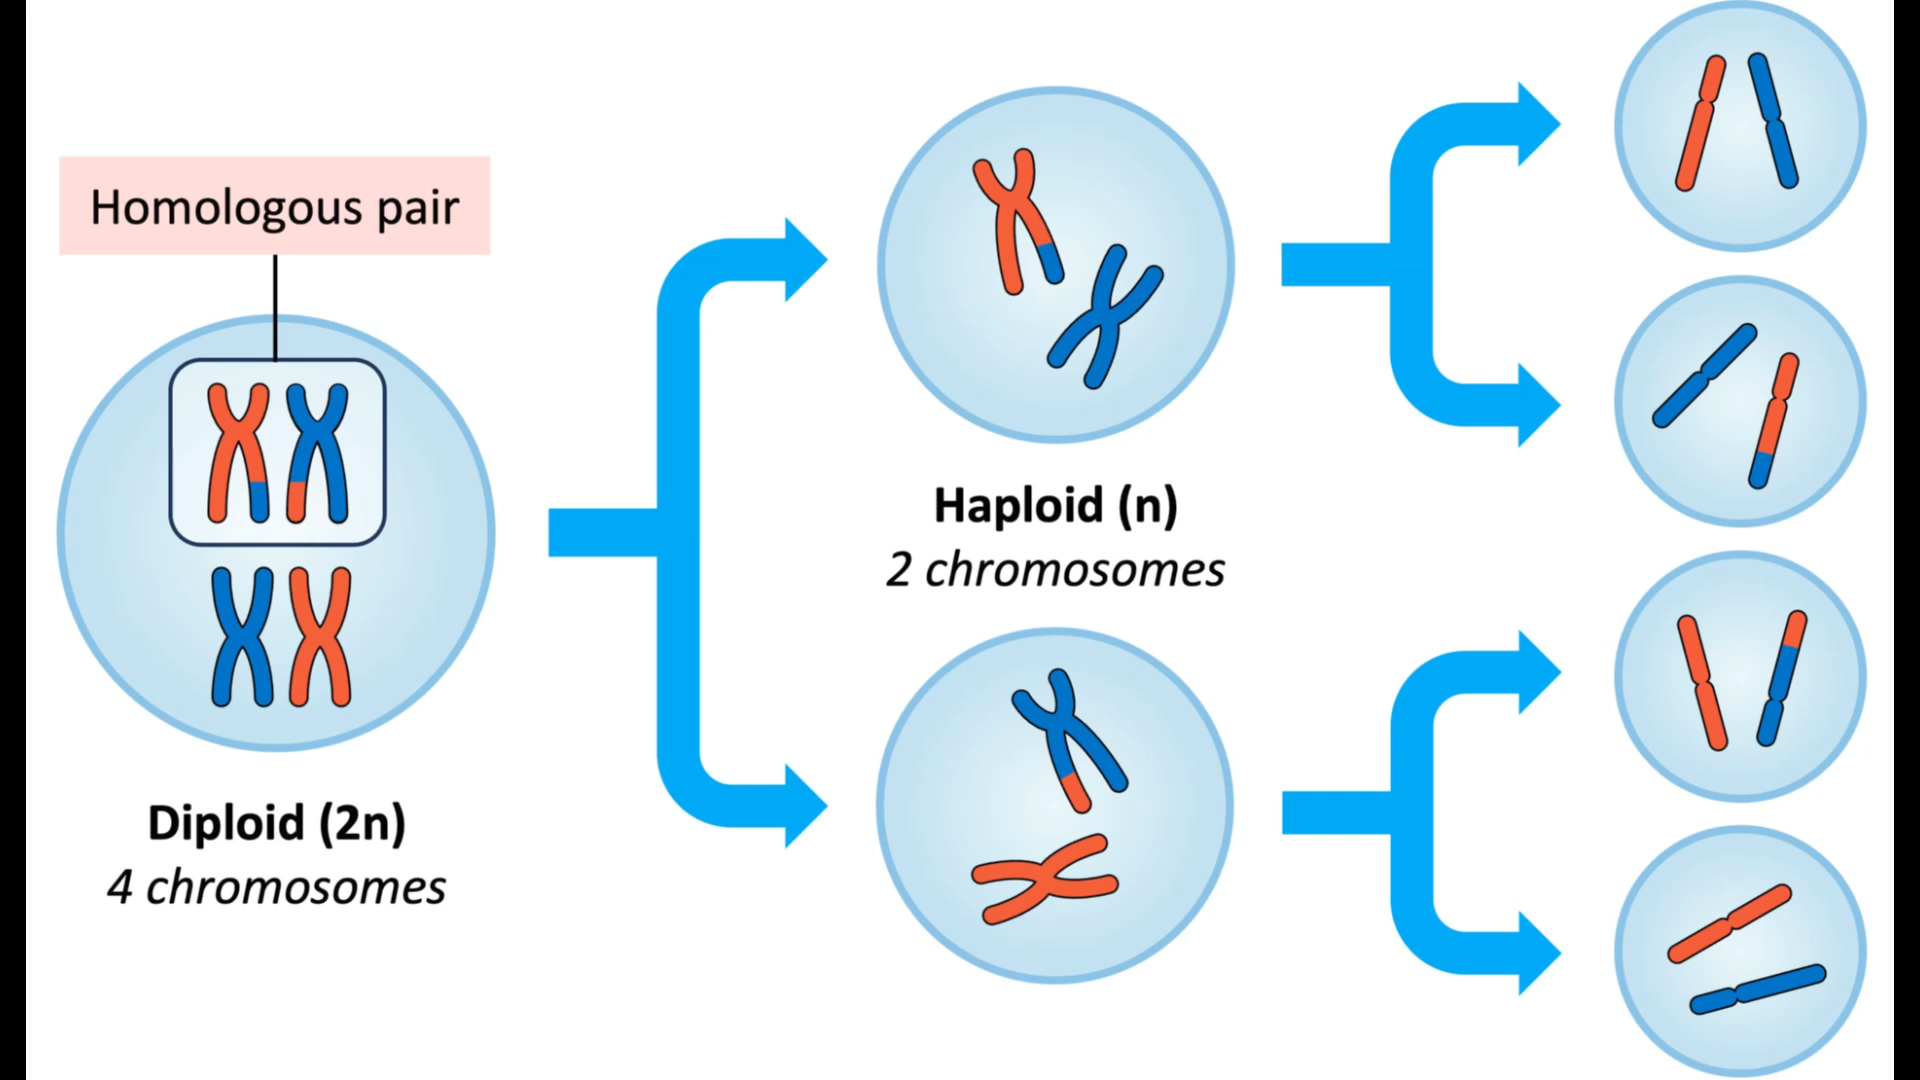 Homologous pair
Diploid (2n)
4 chromosomes
Haploid (n)
2 chromosomes